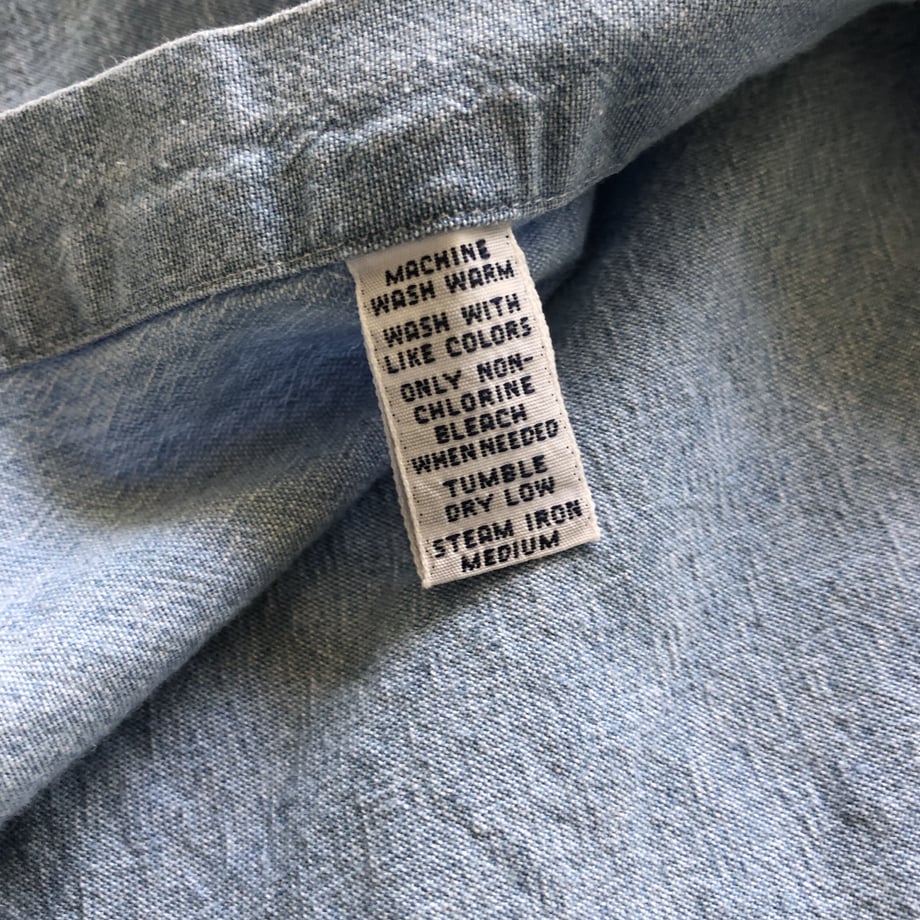 MACHINE
WASH WARM
WASH WITH
LIKE COLORS
ONLY NON-
CHLORINE
BLEACH
WHEN NEEDED
TUMBLE
DRY LOW
STEAM IRON
MEDIUM